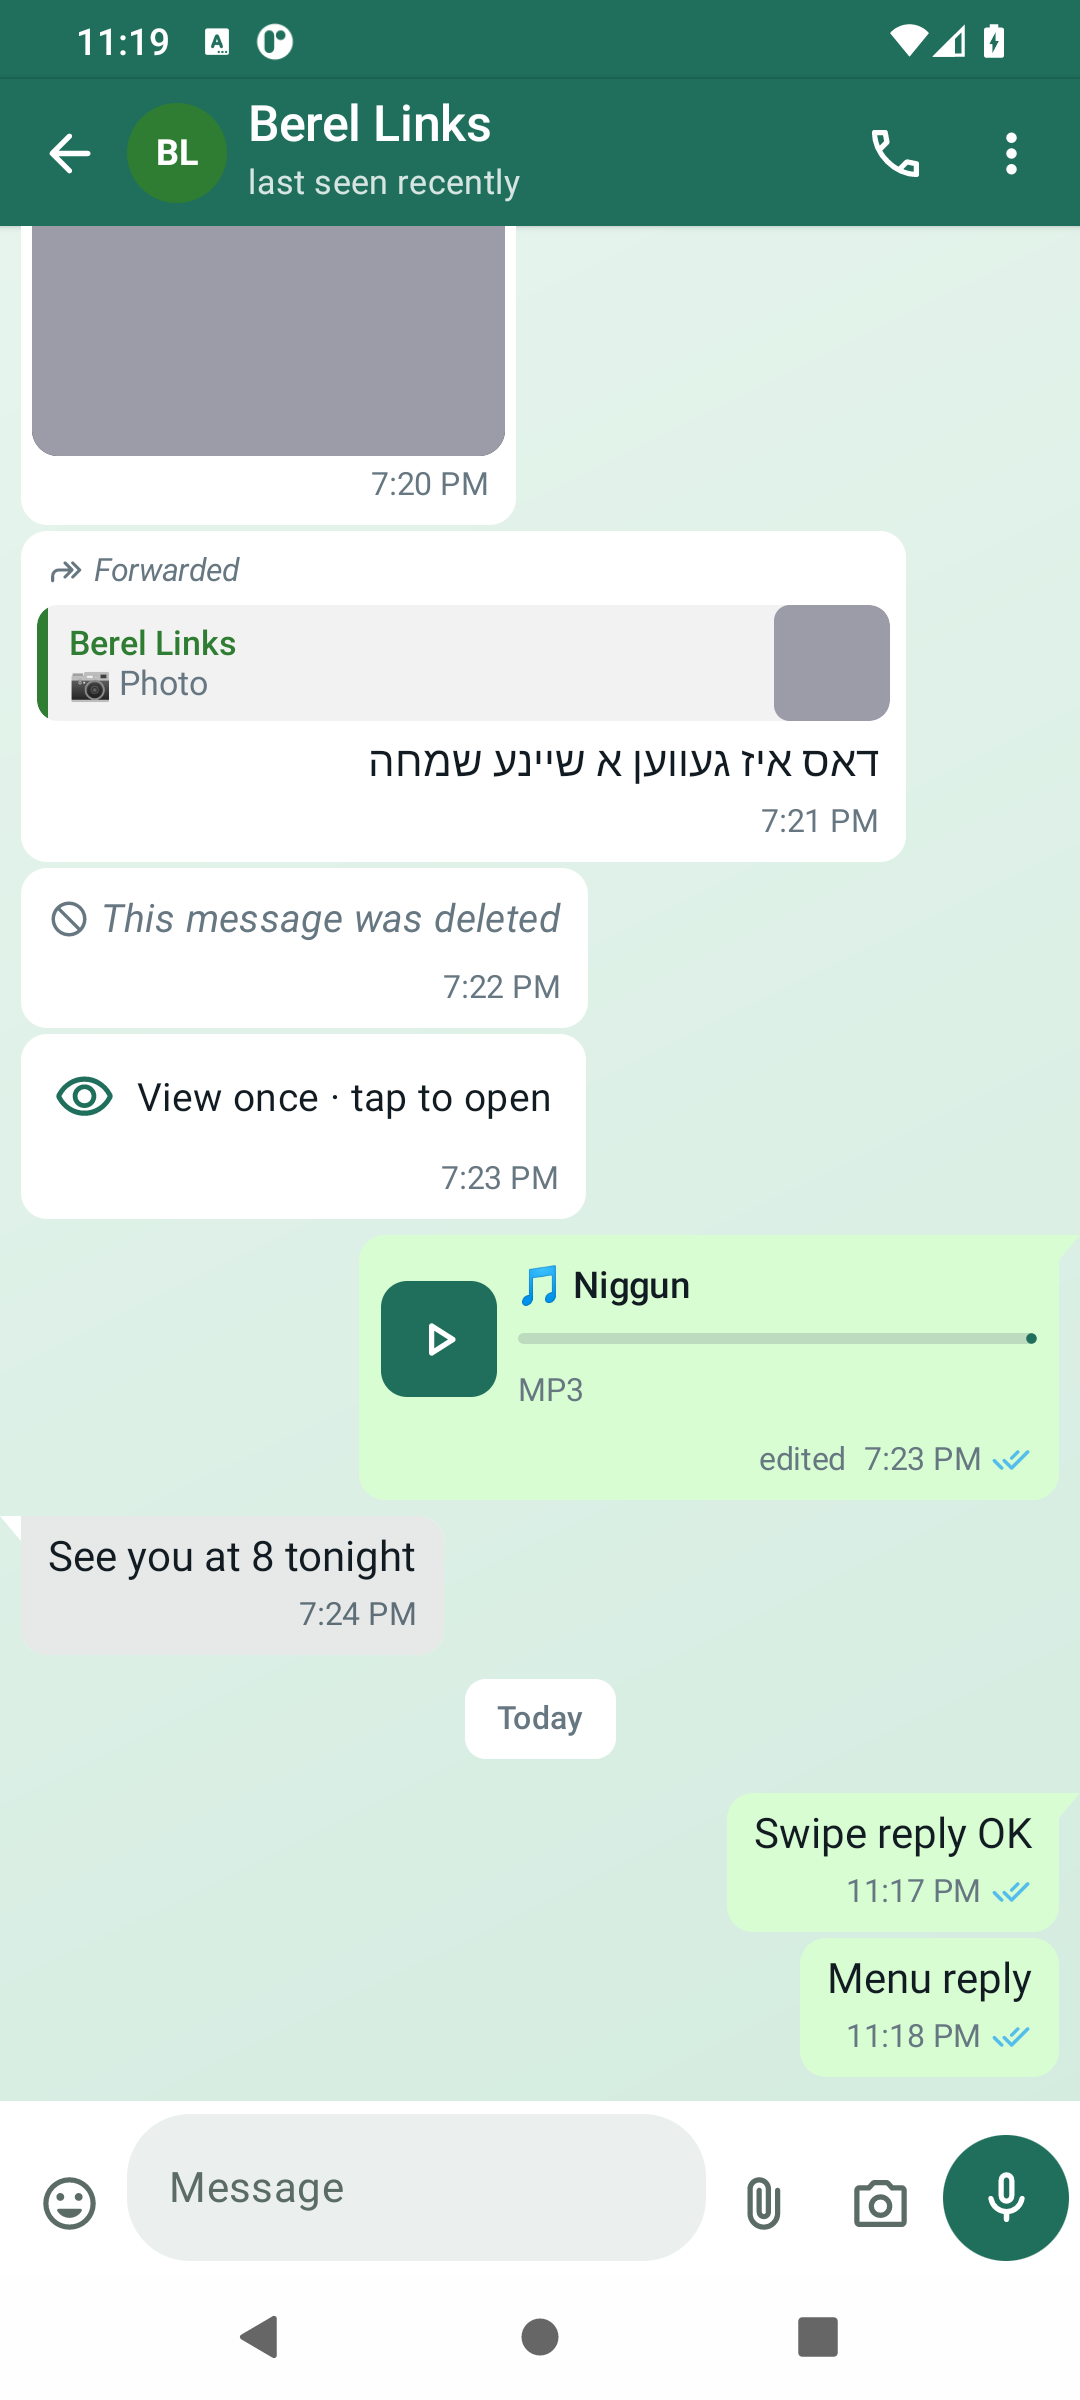 11:19
BL
Berel Links
last seen recently
7:20 PM
Forwarded
Berel Links
📷 Photo
דאס איז געווען א שיינע שמחה
7:21 PM
This message was deleted
7:22 PM
View once · tap to open
7:23 PM
🎵 Niggun
MP3
edited 7:23 PM
See you at 8 tonight
7:24 PM
Today
Swipe reply OK
11:17 PM
Menu reply
11:18 PM
Message